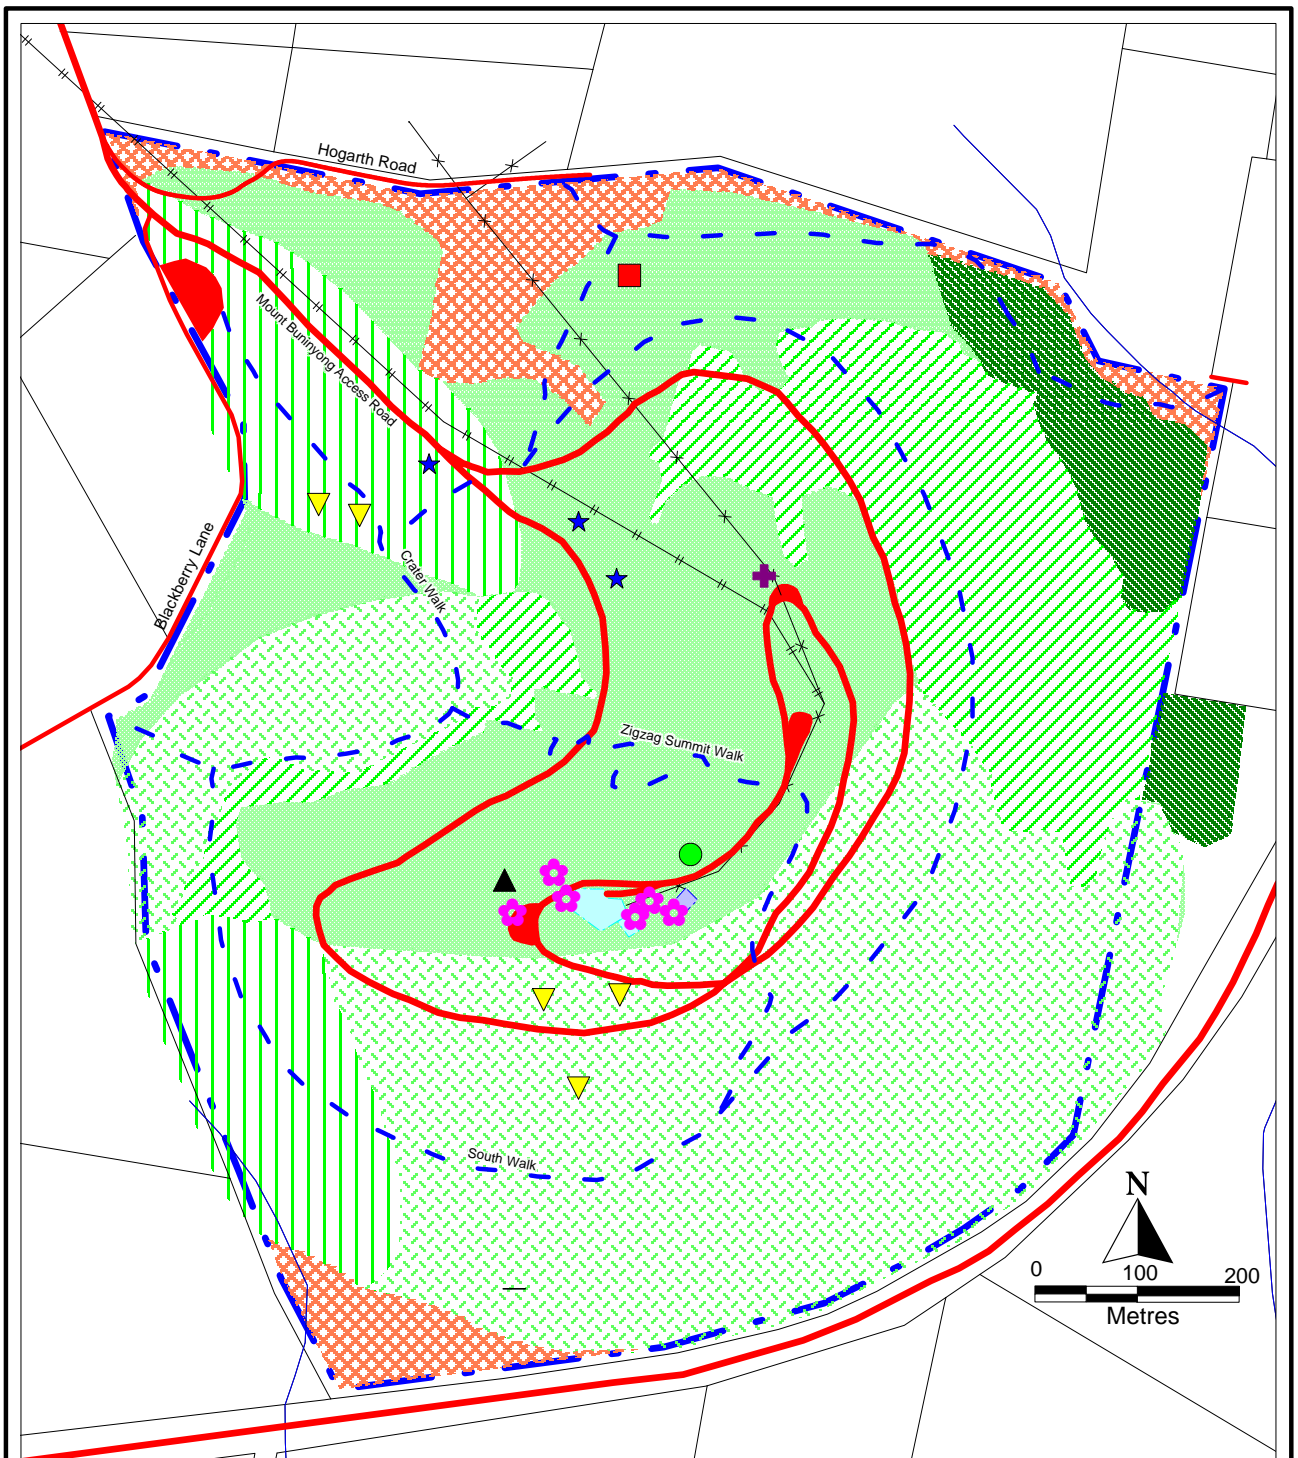 Hogarth Road
Mount Buninyong Access Road
Blackberry Lane
Crater Walk
Zigzag Summit Walk
South Walk
N
0 100 200
Metres